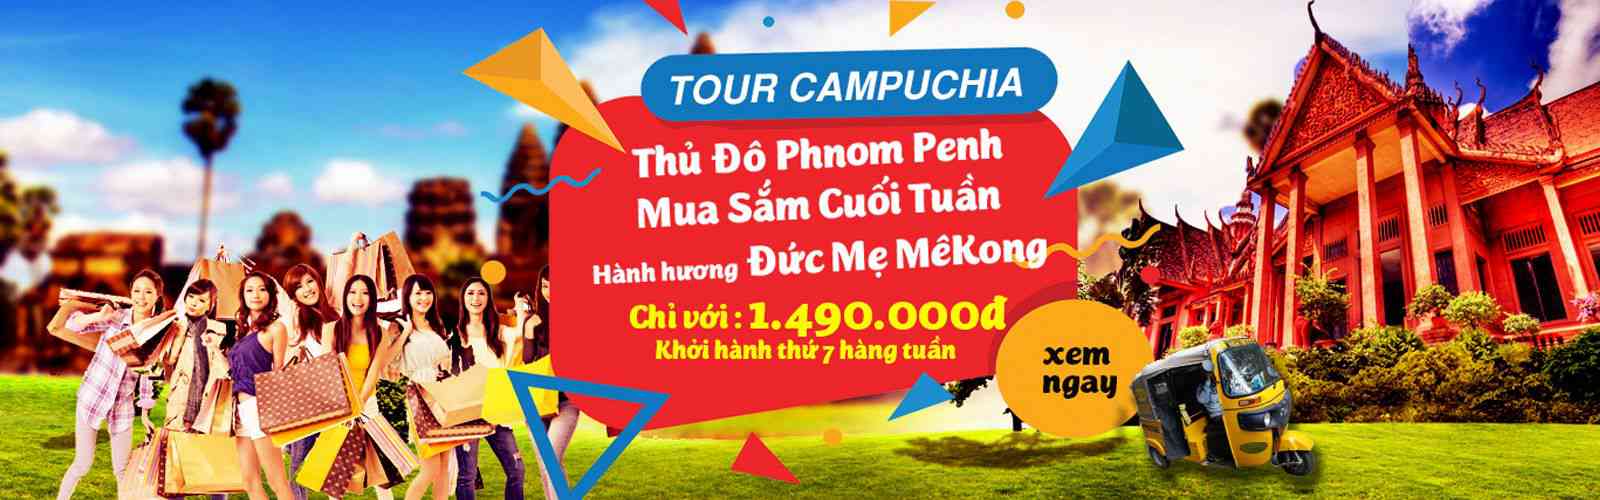 TOUR CAMPUCHIA
Thủ Đô Phnom Penh
Mua Sắm Cuối Tuần
Hành hương Đức Mẹ MêKong
Chỉ với : 1.490.000đ
Khởi hành thứ 7 hàng tuần
xem
ngay